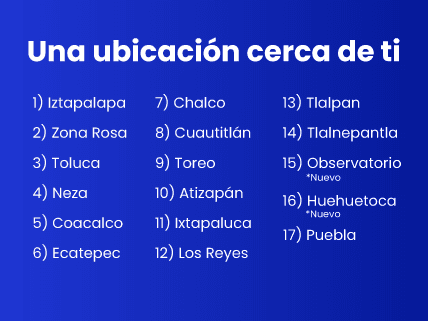 Una ubicación cerca de ti
1) Iztapalapa
2) Zona Rosa
3) Toluca
4) Neza
5) Coacalco
6) Ecatepec
7) Chalco
8) Cuautitlán
9) Toreo
10) Atizapán
11) Ixtapaluca
12) Los Reyes
13) Tlalpan
14) Tlalnepantla
15) Observatorio
*Nuevo
16) Huehuetoca
*Nuevo
17) Puebla